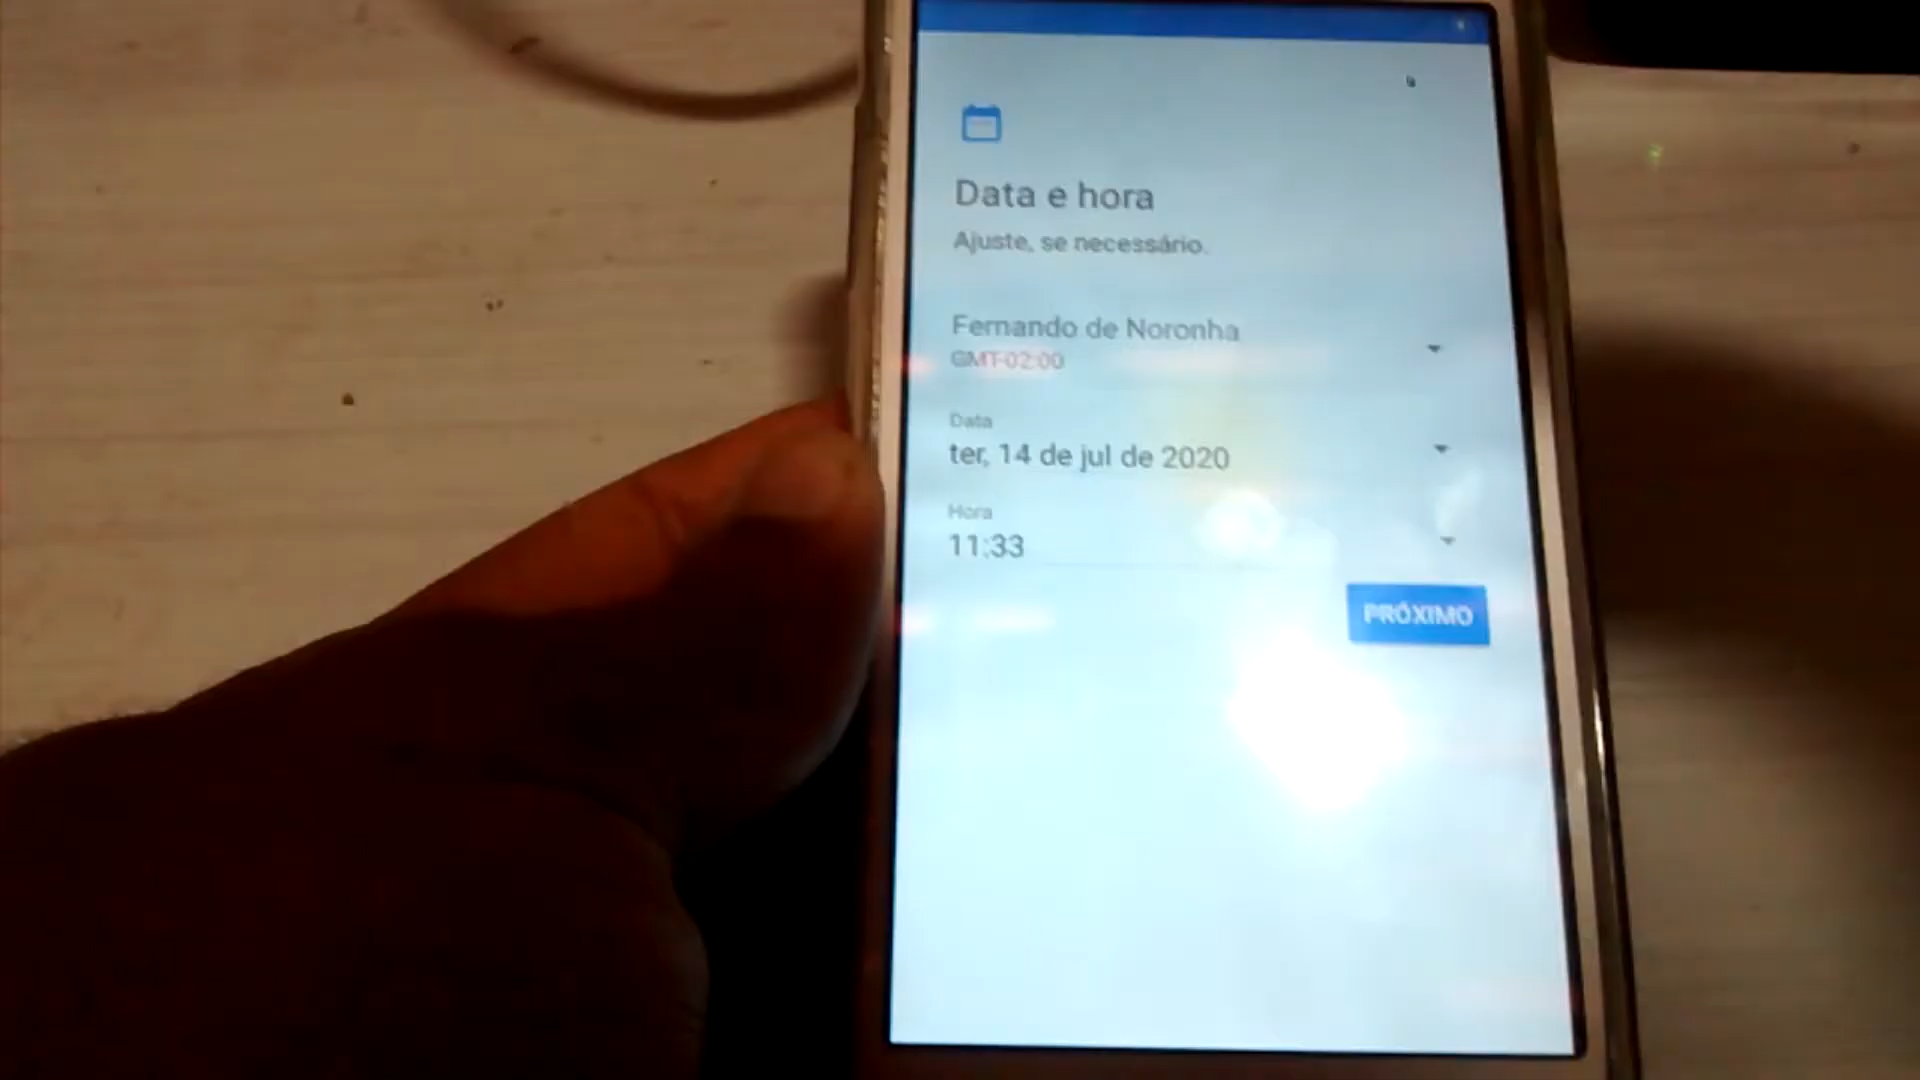 Data e hora
Ajuste, se necessário.
Fernando de Noronha
GMT-02:00
Data
ter, 14 de jul de 2020
Hora
11:33
PRÓXIMO